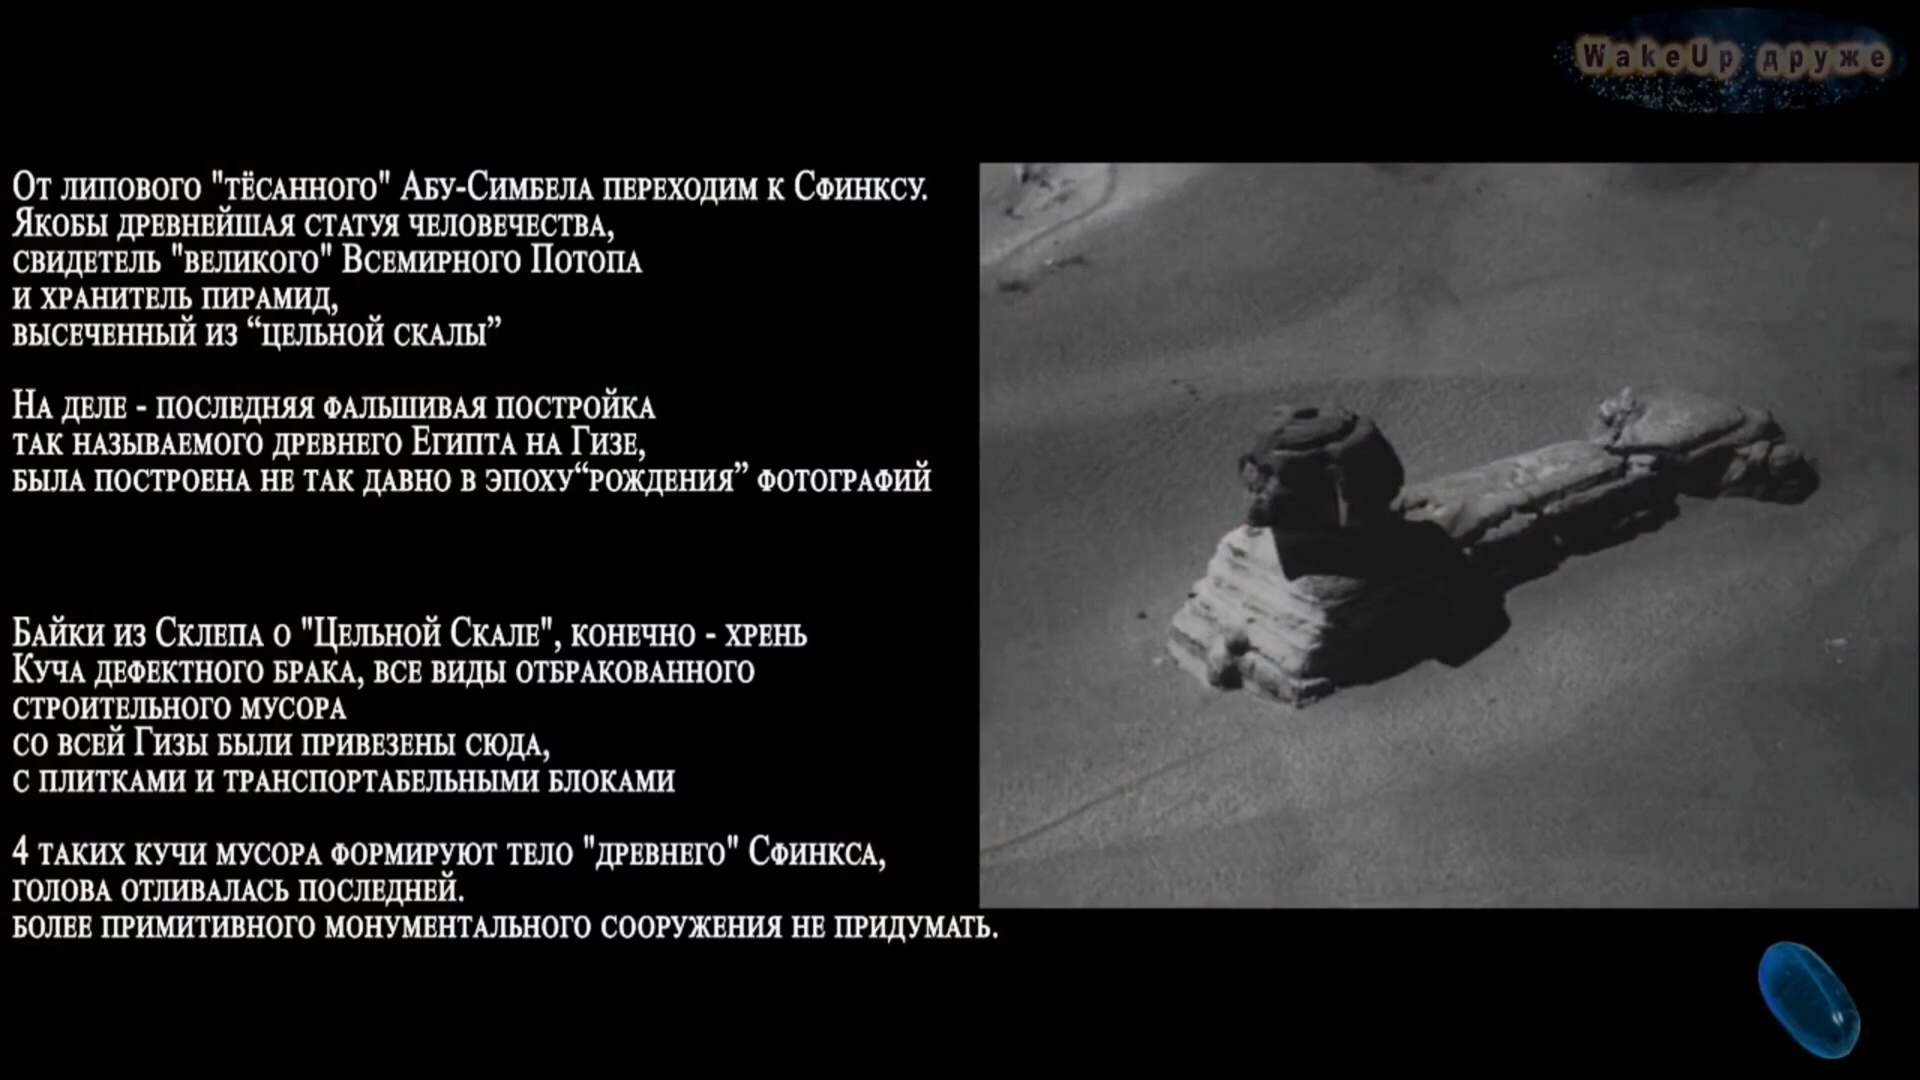 WakeUp друже
От липового "тёсанного" Абу-Симбела переходим к Сфинксу.
Якобы древнейшая статуя человечества,
свидетель "великого" Всемирного Потопа
и хранитель пирамид,
высеченный из “цельной скалы”
На деле - последняя фальшивая постройка
так называемого древнего Египта на Гизе,
была построена не так давно в эпоху“рождения” фотографий
Байки из Склепа о "Цельной Скале", конечно - хрень
Куча дефектного брака, все виды отбракованного
строительного мусора
со всей Гизы были привезены сюда,
с плитками и транспортабельными блоками
4 таких кучи мусора формируют тело "древнего" Сфинкса,
голова отливалась последней.
более примитивного монументального сооружения не придумать.